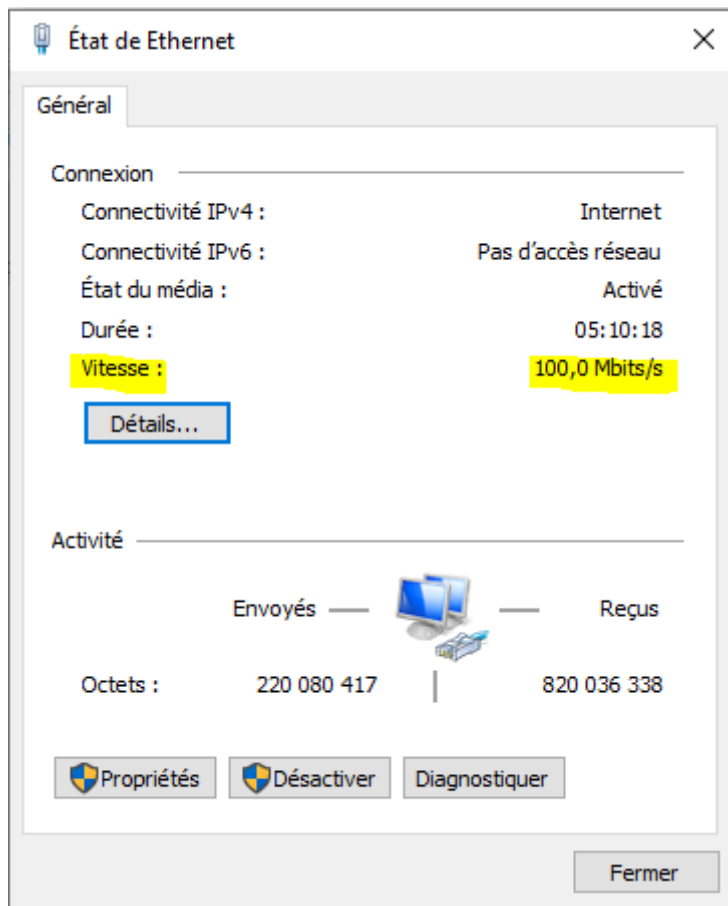 État de Ethernet
Général
Connexion
Connectivité IPv4 : Internet
Connectivité IPv6 : Pas d’accès réseau
État du média : Activé
Durée : 05:10:18
Vitesse : 100,0 Mbits/s
Détails...
Activité
Envoyés Reçus
Octets : 220 080 417 820 036 338
Propriétés Désactiver Diagnostiquer
Fermer